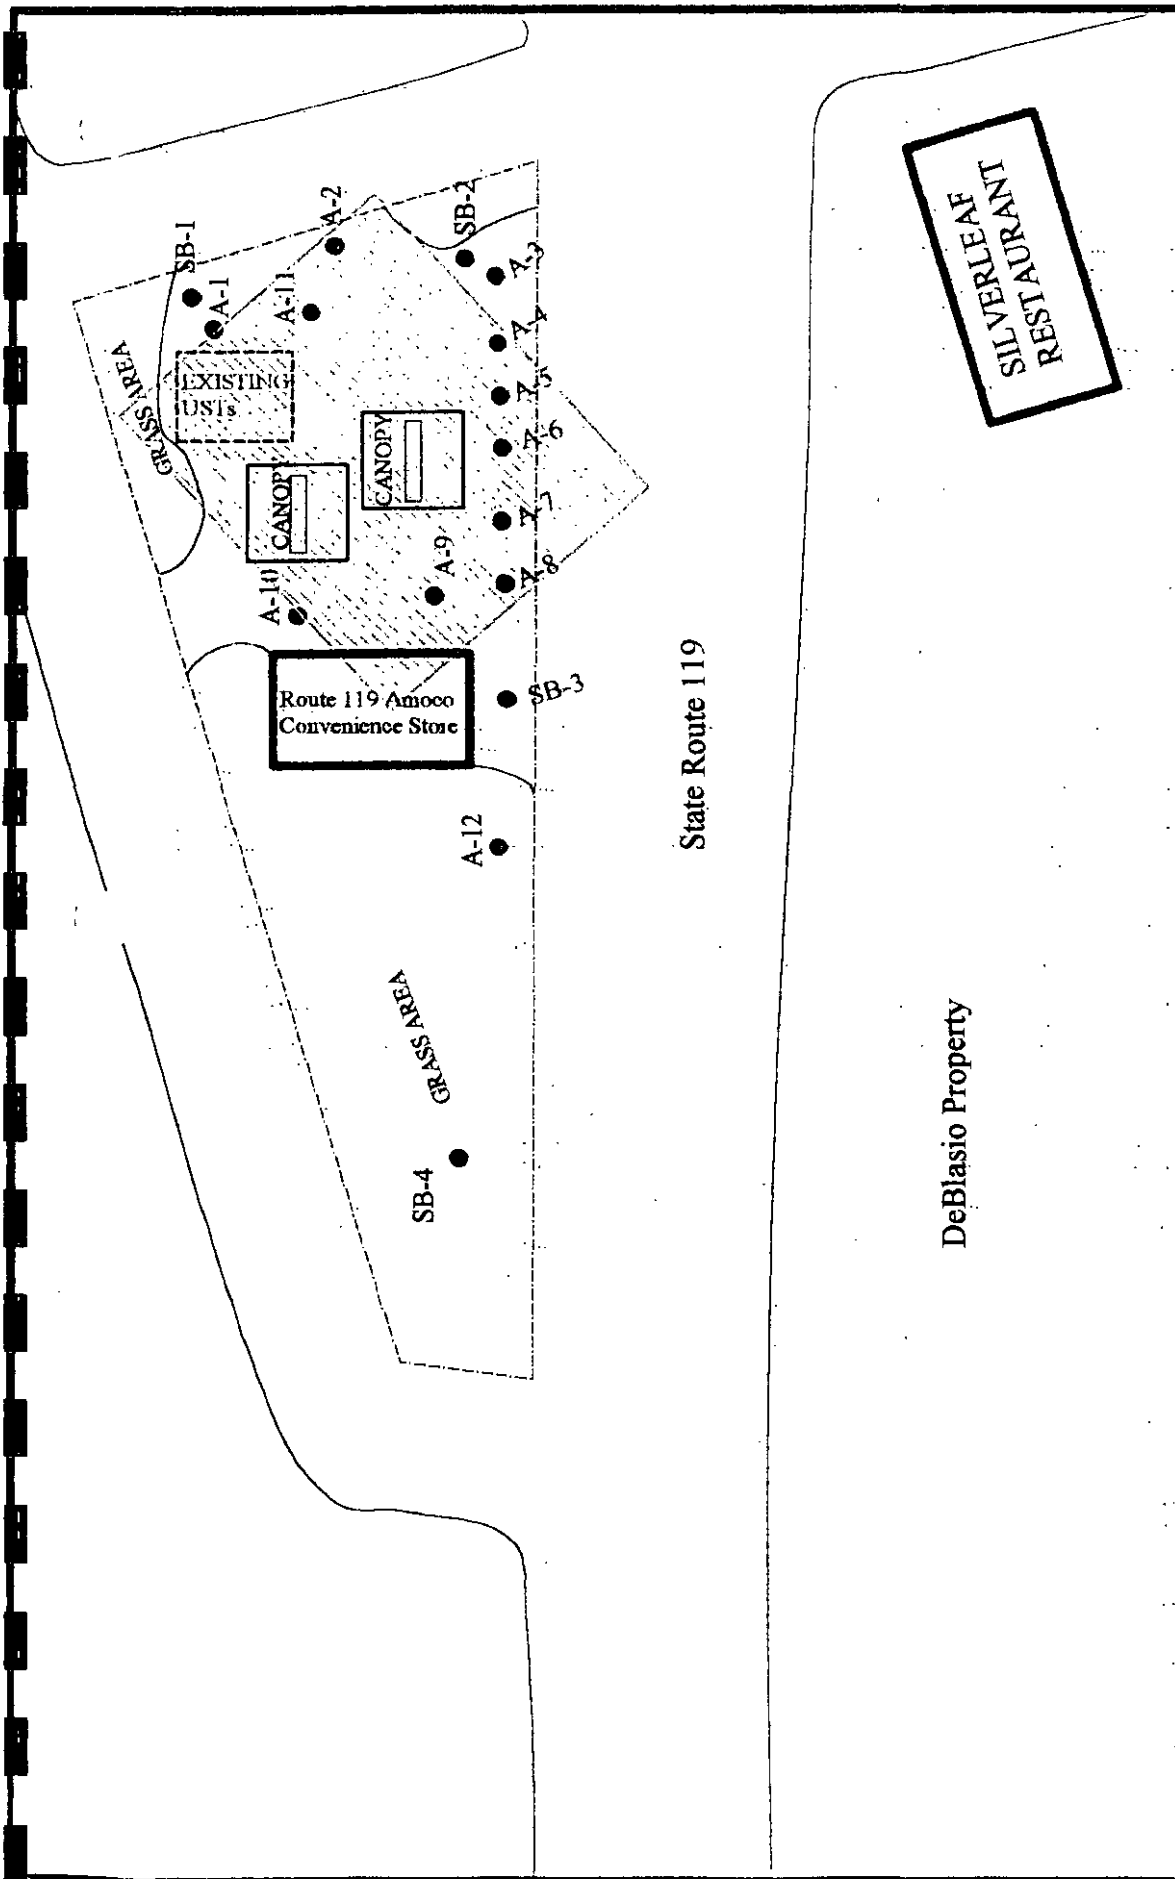 SB-1
A-1
A-2
A-11
SB-2
A-3
A-4
A-5
A-6
A-7
A-8
A-9
A-10
GRASS AREA
EXISTING
USTs
CANOPY
CANOPY
Route 119 Amoco
Convenience Store
SB-3
A-12
GRASS AREA
SB-4
State Route 119
SILVERLEAF
RESTAURANT
DeBlasio Property